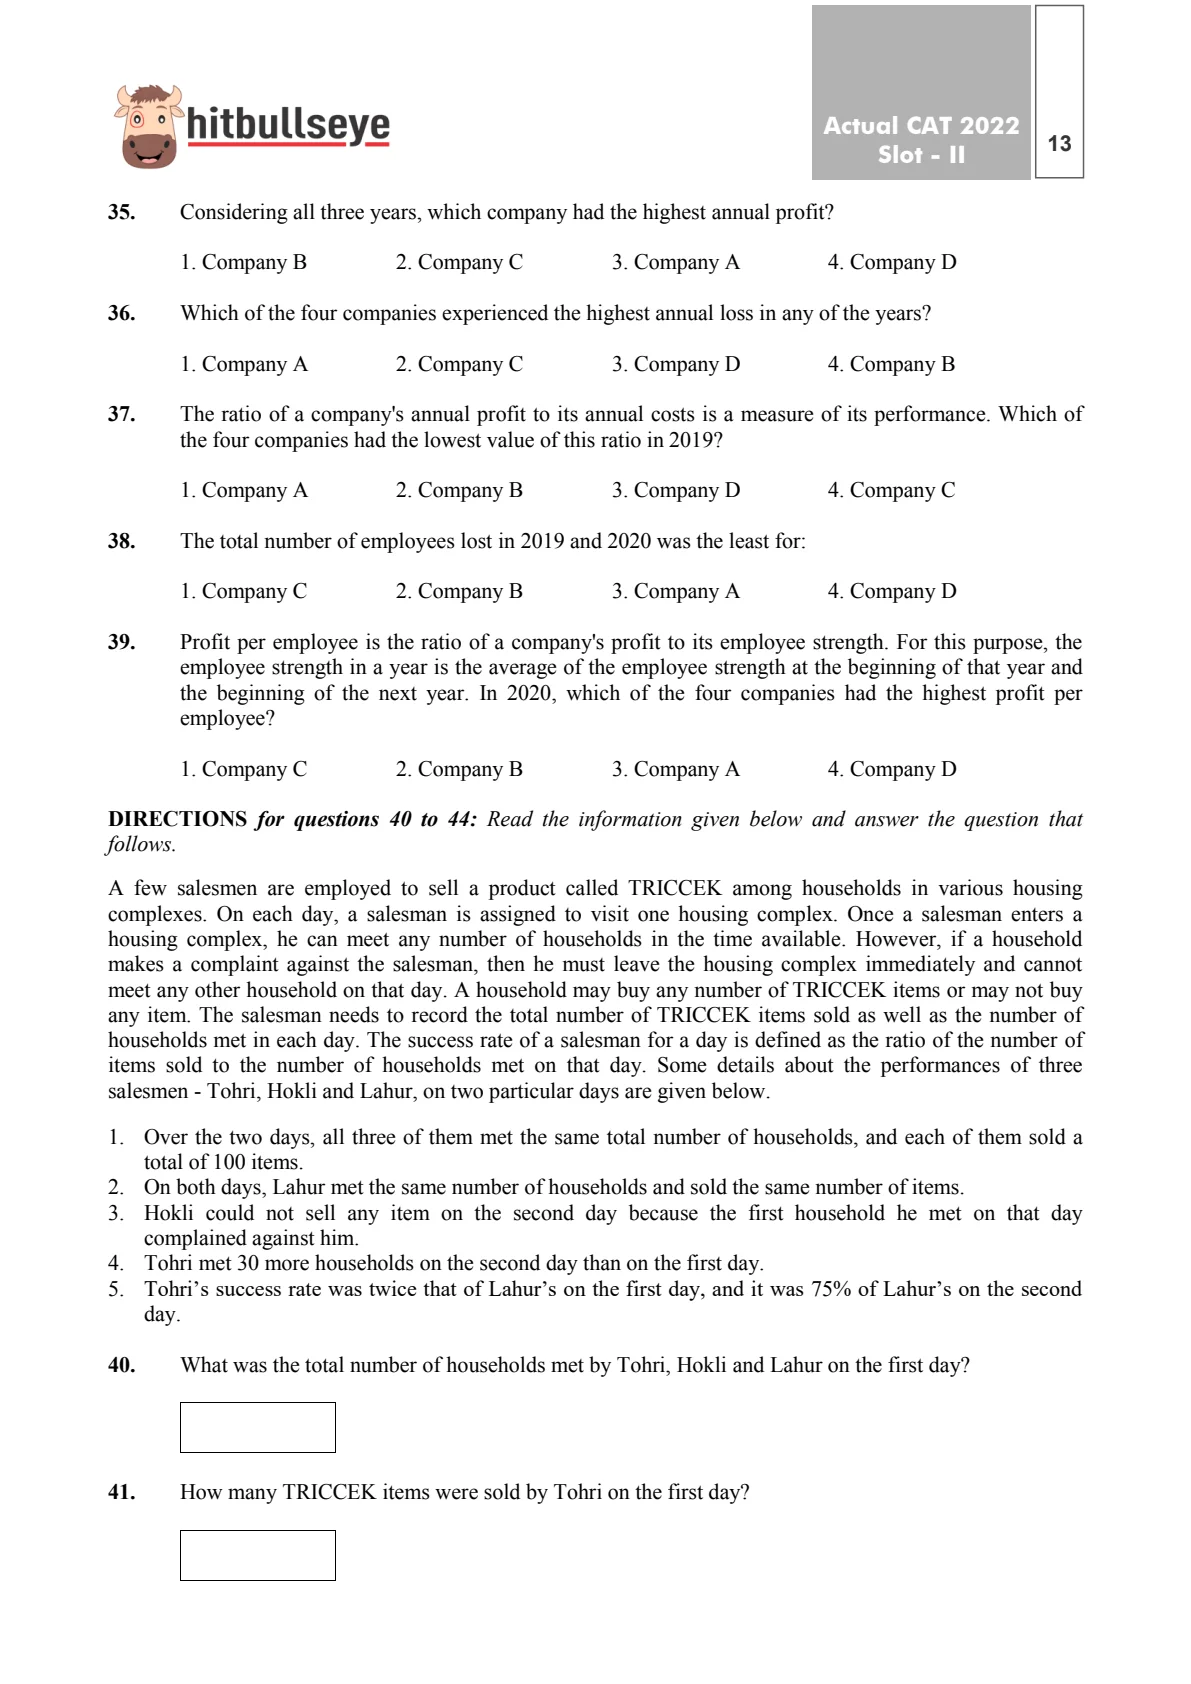 hitbullseye
Actual CAT 2022
Slot - II
13
35. Considering all three years, which company had the highest annual profit?
1. Company B 2. Company C 3. Company A 4. Company D
36. Which of the four companies experienced the highest annual loss in any of the years?
1. Company A 2. Company C 3. Company D 4. Company B
37. The ratio of a company's annual profit to its annual costs is a measure of its performance. Which of
the four companies had the lowest value of this ratio in 2019?
1. Company A 2. Company B 3. Company D 4. Company C
38. The total number of employees lost in 2019 and 2020 was the least for:
1. Company C 2. Company B 3. Company A 4. Company D
39. Profit per employee is the ratio of a company's profit to its employee strength. For this purpose, the
employee strength in a year is the average of the employee strength at the beginning of that year and
the beginning of the next year. In 2020, which of the four companies had the highest profit per
employee?
1. Company C 2. Company B 3. Company A 4. Company D
DIRECTIONS for questions 40 to 44: Read the information given below and answer the question that
follows.
A few salesmen are employed to sell a product called TRICCEK among households in various housing
complexes. On each day, a salesman is assigned to visit one housing complex. Once a salesman enters a
housing complex, he can meet any number of households in the time available. However, if a household
makes a complaint against the salesman, then he must leave the housing complex immediately and cannot
meet any other household on that day. A household may buy any number of TRICCEK items or may not buy
any item. The salesman needs to record the total number of TRICCEK items sold as well as the number of
households met in each day. The success rate of a salesman for a day is defined as the ratio of the number of
items sold to the number of households met on that day. Some details about the performances of three
salesmen - Tohri, Hokli and Lahur, on two particular days are given below.
1. Over the two days, all three of them met the same total number of households, and each of them sold a
total of 100 items.
2. On both days, Lahur met the same number of households and sold the same number of items.
3. Hokli could not sell any item on the second day because the first household he met on that day
complained against him.
4. Tohri met 30 more households on the second day than on the first day.
5. Tohri’s success rate was twice that of Lahur’s on the first day, and it was 75% of Lahur’s on the second
day.
40. What was the total number of households met by Tohri, Hokli and Lahur on the first day?
41. How many TRICCEK items were sold by Tohri on the first day?